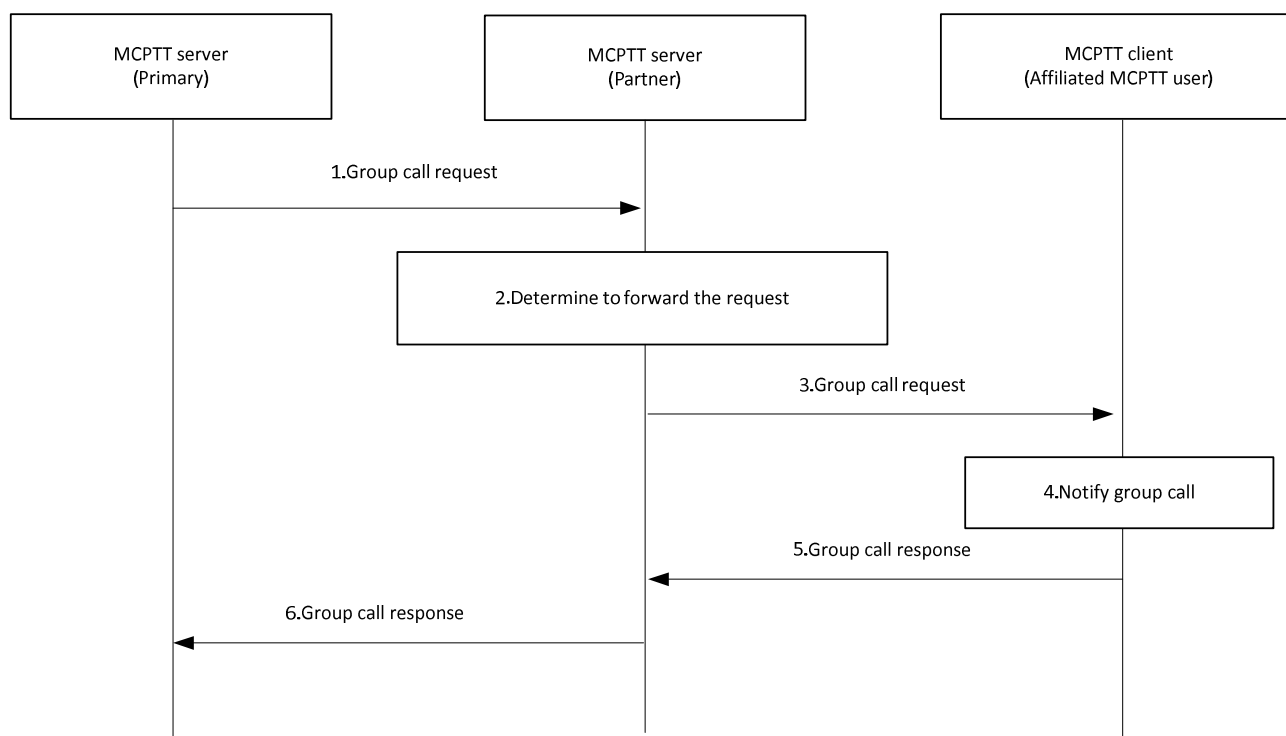 MCPTT server
(Primary)
MCPTT server
(Partner)
MCPTT client
(Affiliated MCPTT user)
1.Group call request
2.Determine to forward the request
3.Group call request
4.Notify group call
5.Group call response
6.Group call response